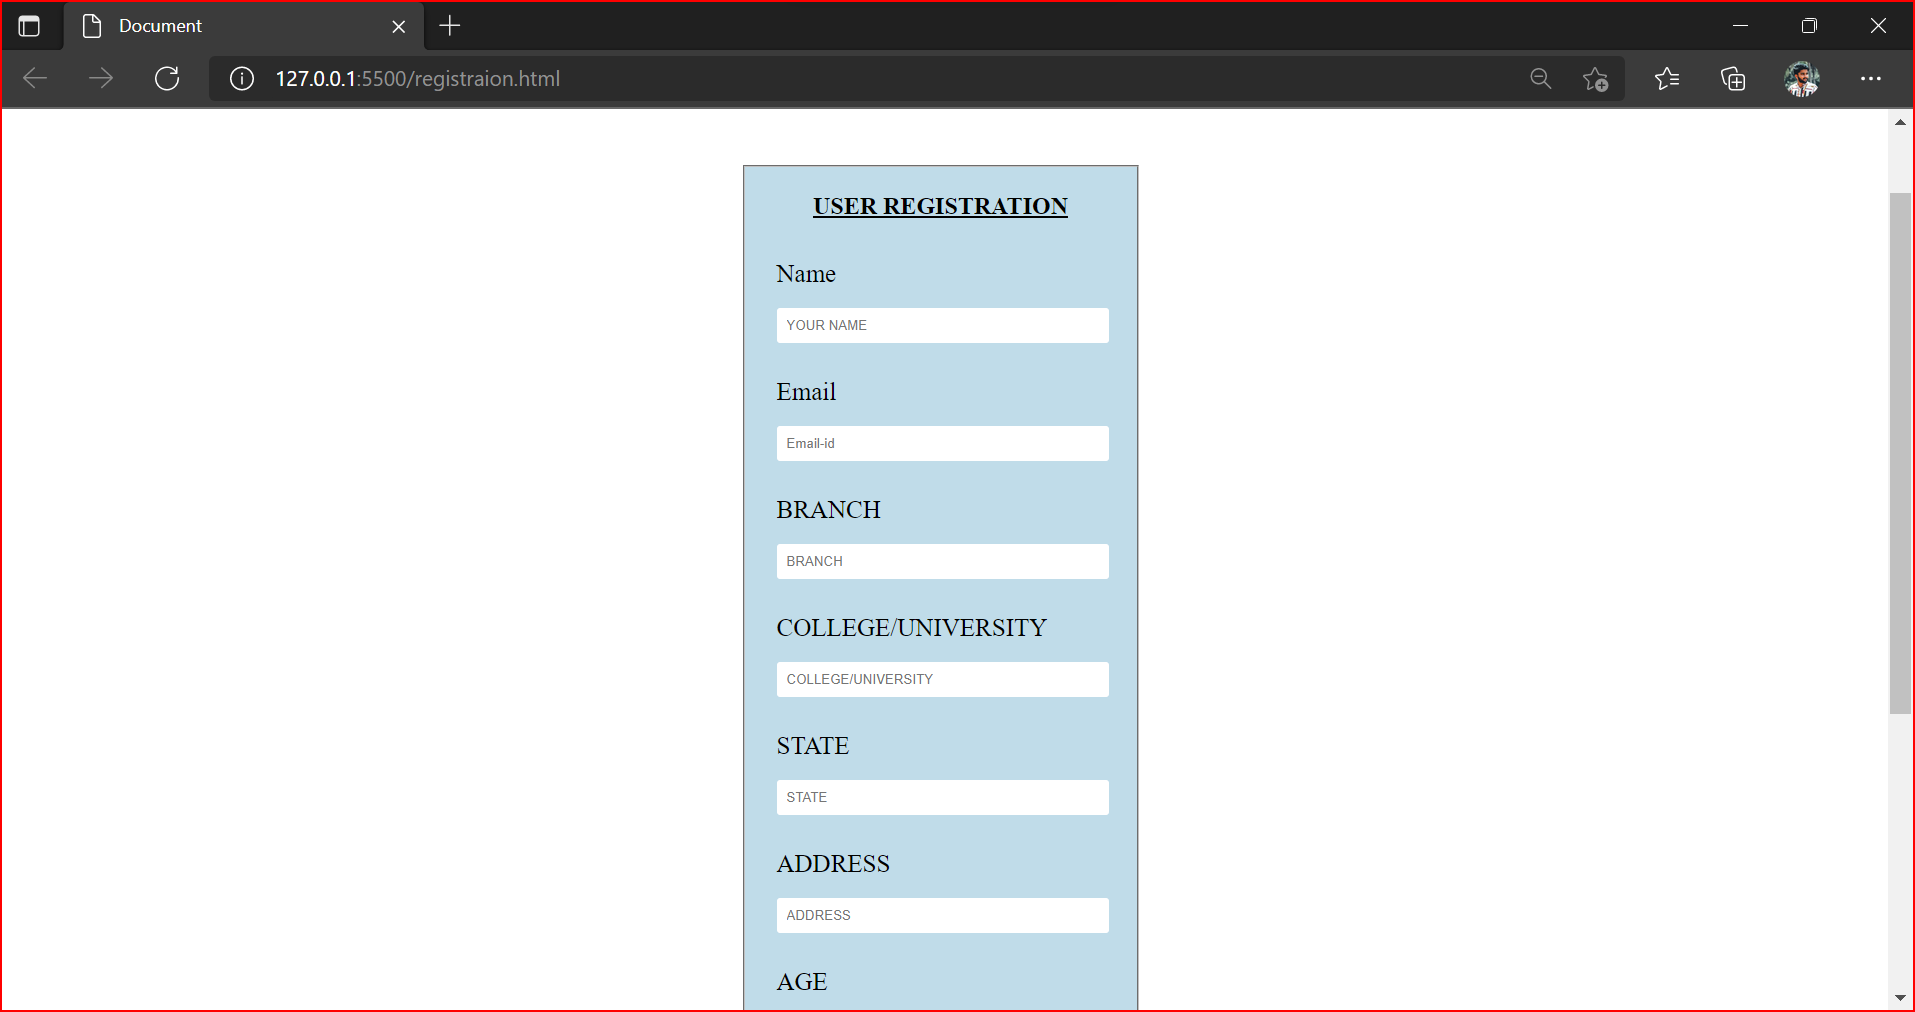 Document
127.0.0.1:5500/registraion.html
USER REGISTRATION
Name
YOUR NAME
Email
Email-id
BRANCH
BRANCH
COLLEGE/UNIVERSITY
COLLEGE/UNIVERSITY
STATE
STATE
ADDRESS
ADDRESS
AGE